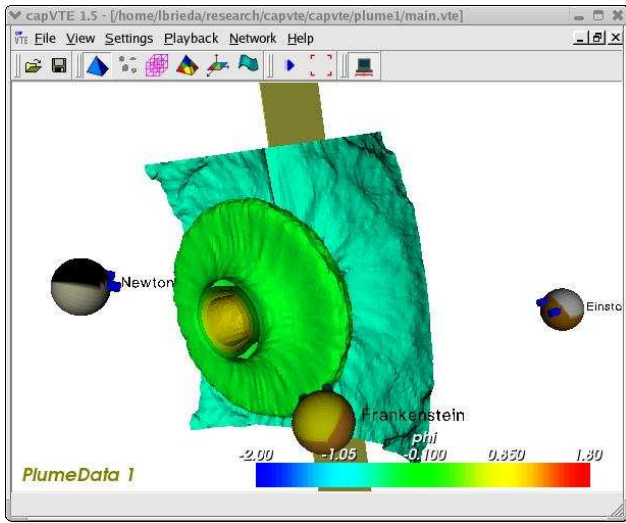 capVTE 1.5 - [/home/lbrieda/research/capvte/capvte/plume1/main.vte]
VTE File View Settings Playback Network Help
Newton
Einsto
Frankenstein
phi
-2.00 -1.05 -0.100 0.850 1.80
PlumeData 1